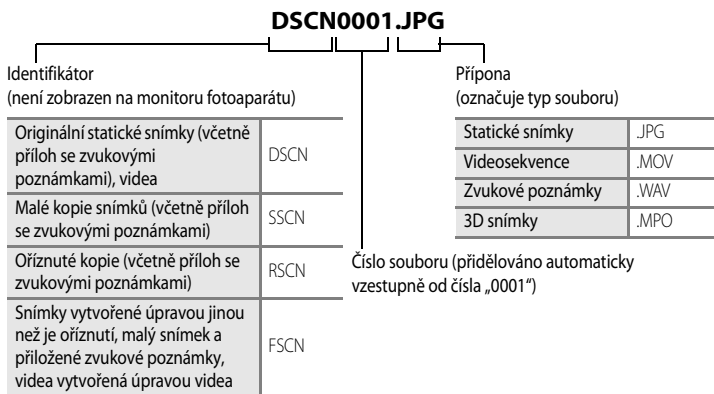 DSCN0001.JPG
Identifikátor
(není zobrazen na monitoru fotoaparátu)
Originální statické snímky (včetně
příloh se zvukovými
poznámkami), videa
DSCN
Malé kopie snímků (včetně příloh
se zvukovými poznámkami)
SSCN
Oříznuté kopie (včetně příloh se
zvukovými poznámkami)
RSCN
Snímky vytvořené úpravou jinou
než je oříznutí, malý snímek a
přiložené zvukové poznámky,
videa vytvořená úpravou videa
FSCN
Přípona
(označuje typ souboru)
Statické snímky .JPG
Videosekvence .MOV
Zvukové poznámky .WAV
3D snímky .MPO
Číslo souboru (přidělováno automaticky
vzestupně od čísla „0001“)